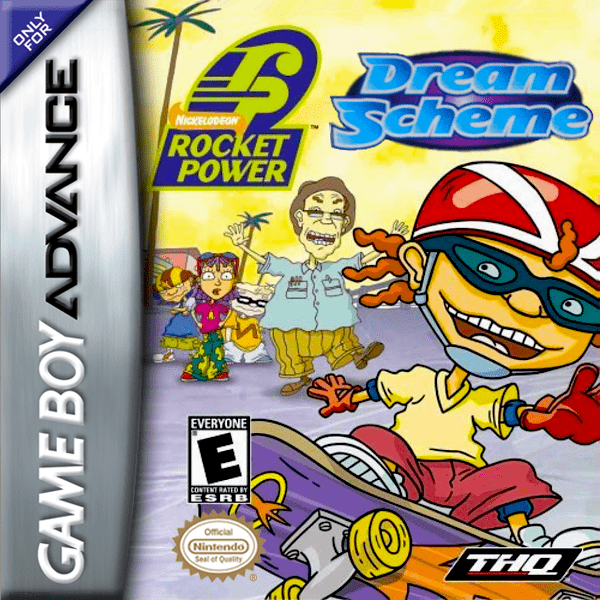 ONLY
FOR
GAME BOY ADVANCE
NICKELODEON
ROCKET
POWER
™
Dream
Scheme
A
EVERYONE
E
CONTENT RATED BY
ESRB
Official
Nintendo
Seal of Quality
®
THQ